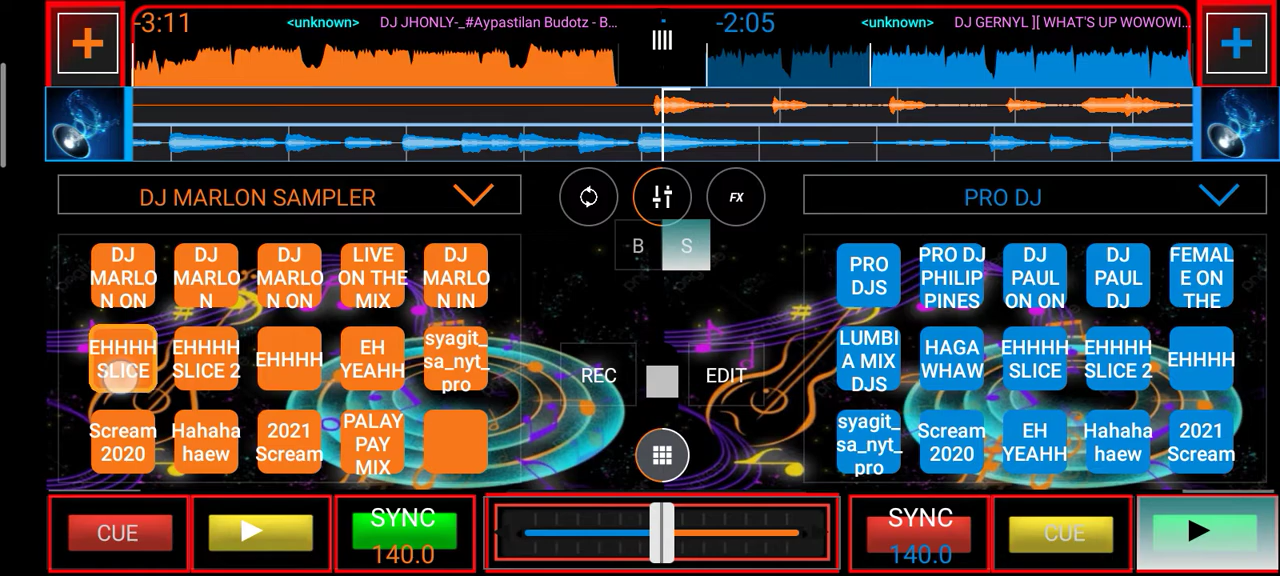 -3:11
<unknown>
DJ JHONLY-_#Aypastilan Budotz - B...
-2:05
<unknown>
DJ GERNYL ][ WHAT'S UP WOWOWI...
DJ MARLON SAMPLER
FX
PRO DJ
B
S
DJ
MARLO
N ON
DJ
MARLO
N
DJ
MARLO
N ON
LIVE
ON THE
MIX
DJ
MARLO
N IN
PRO
DJS
PRO DJ
PHILIP
PINES
DJ
PAUL
ON ON
DJ
PAUL
DJ
FEMAL
E ON
THE
EHHHH
SLICE
EHHHH
SLICE 2
EHHHH
EH
YEAHH
syagit_
sa_nyt_
pro
REC
EDIT
LUMBI
A MIX
DJS
HAGA
WHAW
EHHHH
SLICE
EHHHH
SLICE 2
EHHHH
Scream
2020
Hahaha
haew
2021
Scream
PALAY
PAY
MIX
syagit_
sa_nyt_
pro
Scream
2020
EH
YEAHH
Hahaha
haew
2021
Scream
CUE
SYNC
140.0
SYNC
140.0
CUE